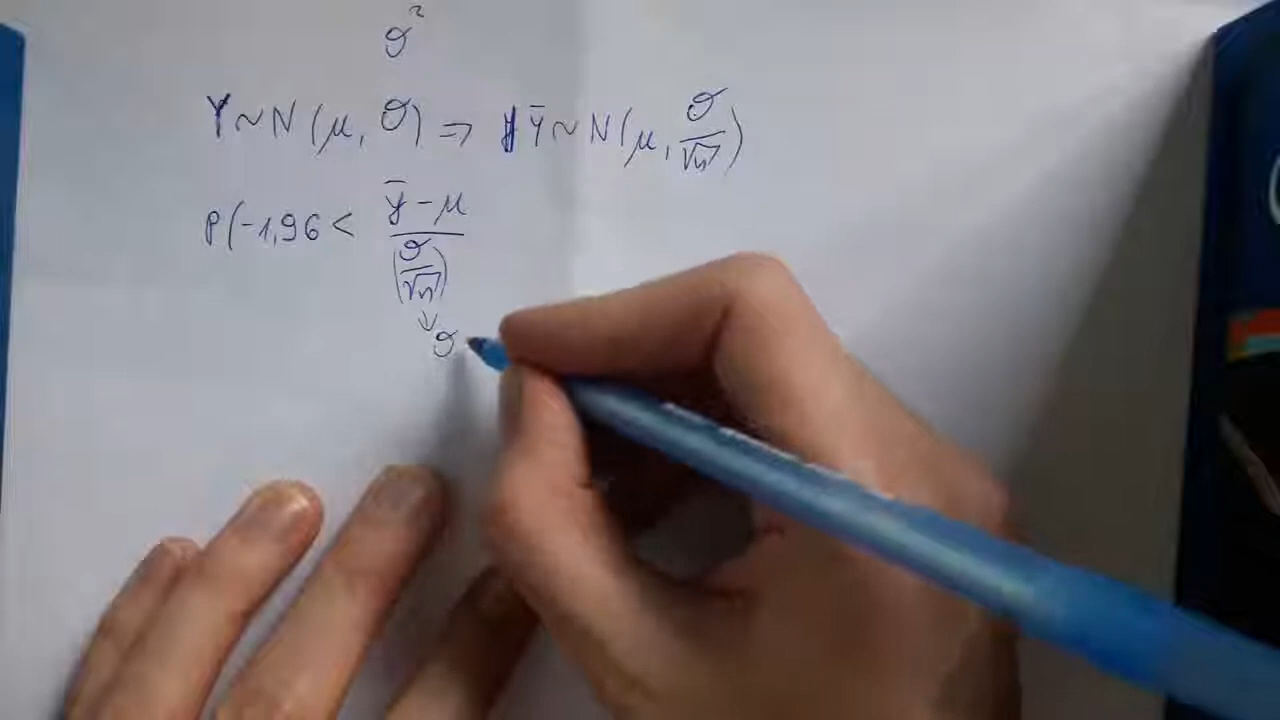 σ²
Y ~ N(μ, σ) => Ȳ ~ N(μ, σ/√n)
P(-1,96 < (ȳ - μ)/(σ/√n)
↓
σ